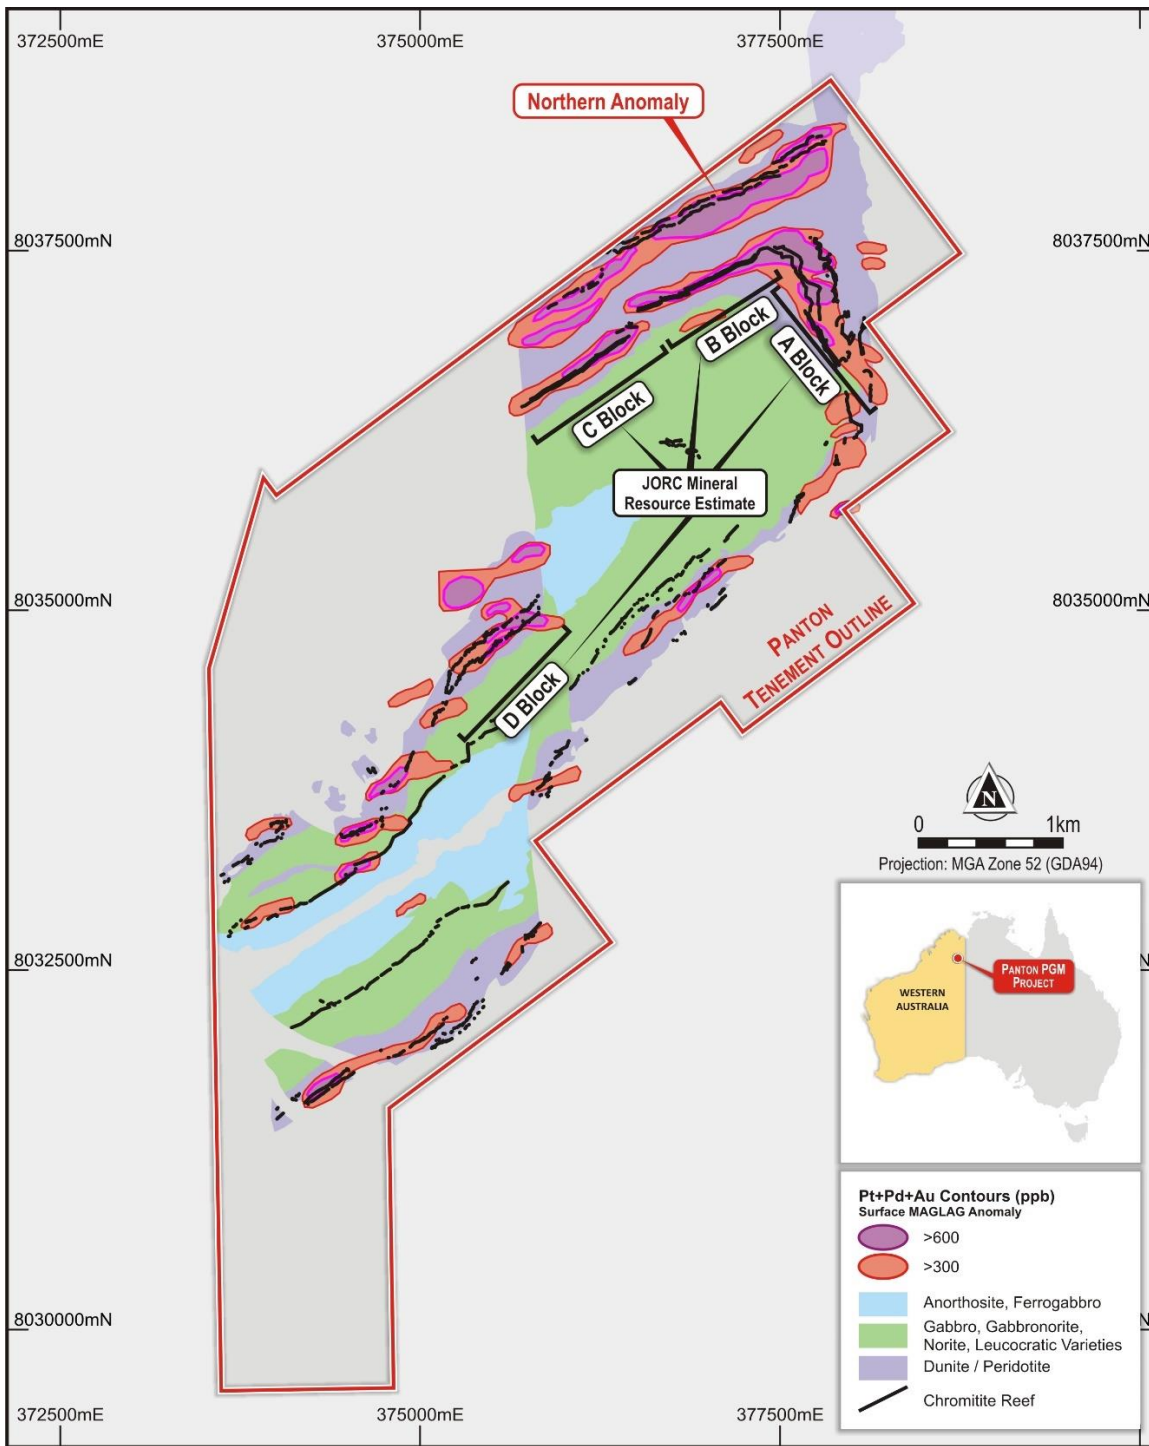 372500mE
375000mE
377500mE
Northern Anomaly
8037500mN
8037500mN
B Block
A Block
C Block
JORC Mineral
Resource Estimate
8035000mN
8035000mN
PANTON
TENEMENT OUTLINE
D Block
N
0
1km
Projection: MGA Zone 52 (GDA94)
8032500mN
N
WESTERN
AUSTRALIA
PANTON PGM
PROJECT
Pt+Pd+Au Contours (ppb)
Surface MAGLAG Anomaly
>600
>300
Anorthosite, Ferrogabbro
Gabbro, Gabbronorite,
Norite, Leucocratic Varieties
Dunite / Peridotite
Chromitite Reef
8030000mN
N
372500mE
375000mE
377500mE